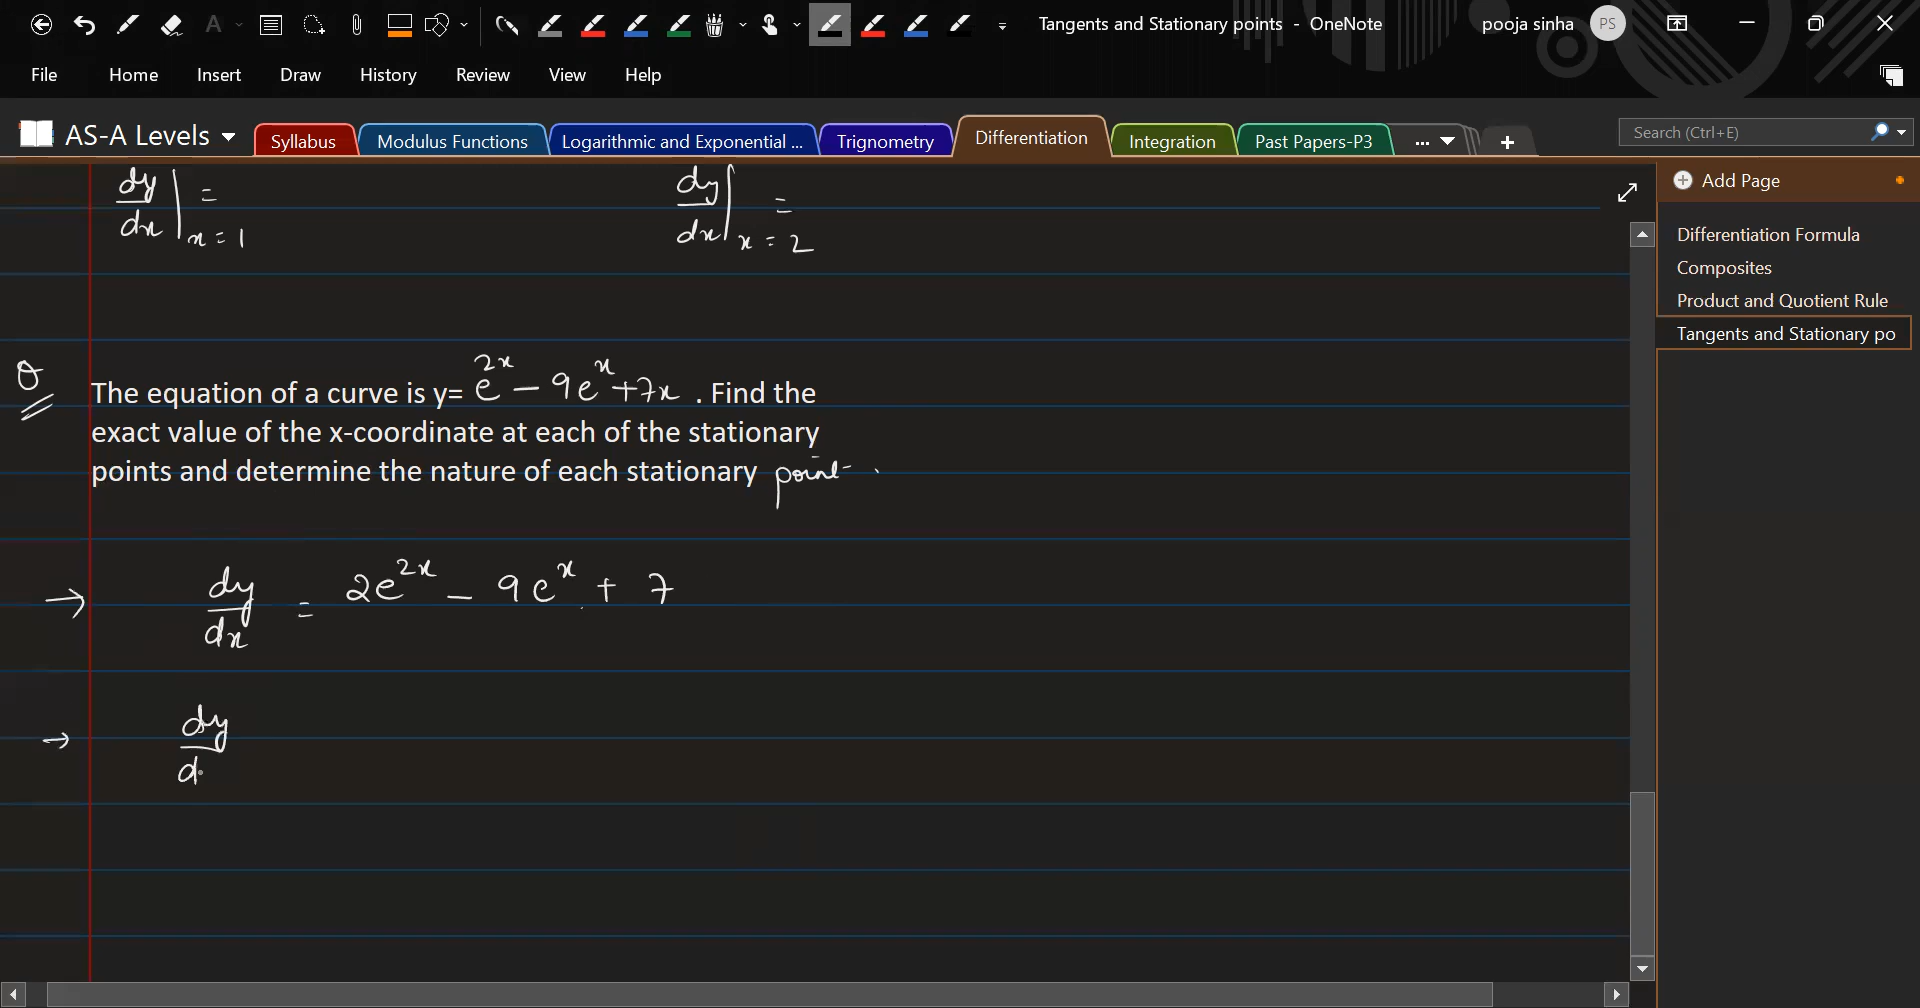 Tangents and Stationary points - OneNote
pooja sinha PS
File Home Insert Draw History Review View Help
AS-A Levels Syllabus Modulus Functions Logarithmic and Exponential ... Trignometry Differentiation Integration Past Papers-P3 ... + Search (Ctrl+E)
Add Page
Differentiation Formula
Composites
Product and Quotient Rule
Tangents and Stationary po
dy/dx|x=1 = dy/dx|x=2 =
Q The equation of a curve is y= e^2x - 9e^x + 7x . Find the
exact value of the x-coordinate at each of the stationary
points and determine the nature of each stationary point .
→ dy/dx = 2e^2x - 9e^x + 7
→ dy/d